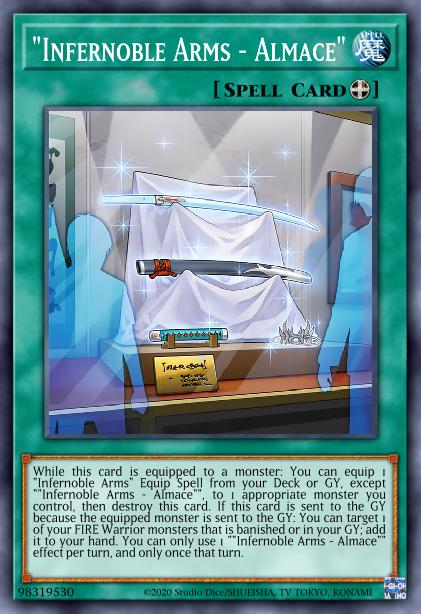 "Infernoble Arms - Almace"
SPELL
魔
[Spell Card]
While this card is equipped to a monster: You can equip 1
"Infernoble Arms" Equip Spell from your Deck or GY, except
""Infernoble Arms - Almace"", to 1 appropriate monster you
control, then destroy this card. If this card is sent to the GY
because the equipped monster is sent to the GY: You can target 1
of your FIRE Warrior monsters that is banished or in your GY; add
it to your hand. You can only use 1 ""Infernoble Arms - Almace""
effect per turn, and only once that turn.
98319530
©2020 Studio Dice/SHUEISHA, TV TOKYO, KONAMI